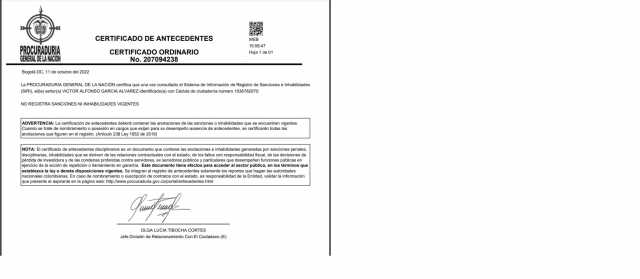 CERTIFICADO DE ANTECEDENTES
WEB
15:06:47
Hoja 1 de 01
PROCURADURIA
GENERAL DE LA NACION
CERTIFICADO ORDINARIO
No. 207094238
Bogotá DC, 11 de octubre del 2022
La PROCURADURIA GENERAL DE LA NACIÓN certifica que una vez consultado el Sistema de Información de Registro de Sanciones e Inhabilidades
(SIRI), el(la) señor(a) VICTOR ALFONSO GARCIA ALVAREZ identificado(a) con Cédula de ciudadanía número
NO REGISTRA SANCIONES NI INHABILIDADES VIGENTES
ADVERTENCIA: La certificación de antecedentes deberá contener las anotaciones de las sanciones o inhabilidades que se encuentren vigentes.
Cuando se trate de nombramiento o posesión en cargos que exijan para su desempeño ausencia de antecedentes, se certificarán todas las
anotaciones que figuren en el registro. (Artículo 238 Ley 1952 de 2019)
NOTA: El certificado de antecedentes disciplinarios es un documento que contiene las anotaciones e inhabilidades generadas por sanciones penales,
disciplinarias, inhabilidades que se deriven de las relaciones contractuales con el estado, de los fallos con responsabilidad fiscal, de las decisiones de
pérdida de investidura y de las condenas proferidas contra servidores, ex servidores públicos y particulares que desempeñen funciones públicas en
ejercicio de la acción de repetición o llamamiento en garantía. Este documento tiene efectos para acceder al sector público, en los términos que
establezca la ley o demás disposiciones vigentes. Se integran al registro de antecedentes solamente los reportes que hagan las autoridades
nacionales colombianas. En caso de nombramiento o suscripción de contratos con el estado, es responsabilidad de la Entidad, validar la información
que presente el aspirante en la página web: http://www.procuraduria.gov.co/portal/antecedentes.html
OLGA LUCIA TIBOCHA CORTES
Jefe División de Relacionamiento Con El Ciudadano (E)